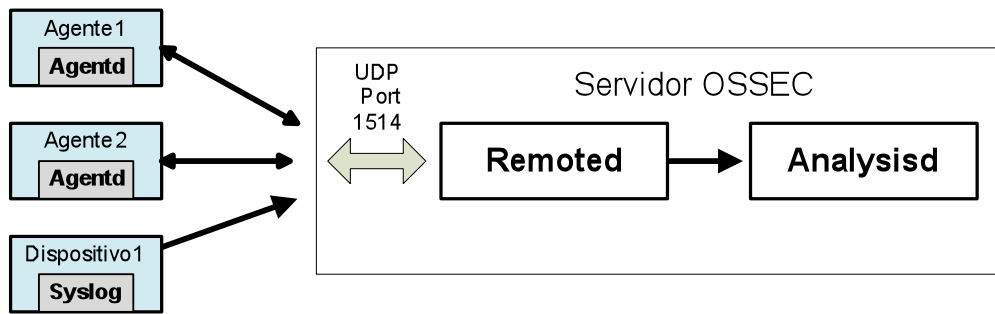 Agente1
Agentd
Agente2
Agentd
Dispositivo1
Syslog
UDP
Port
1514
Servidor OSSEC
Remoted
Analysisd